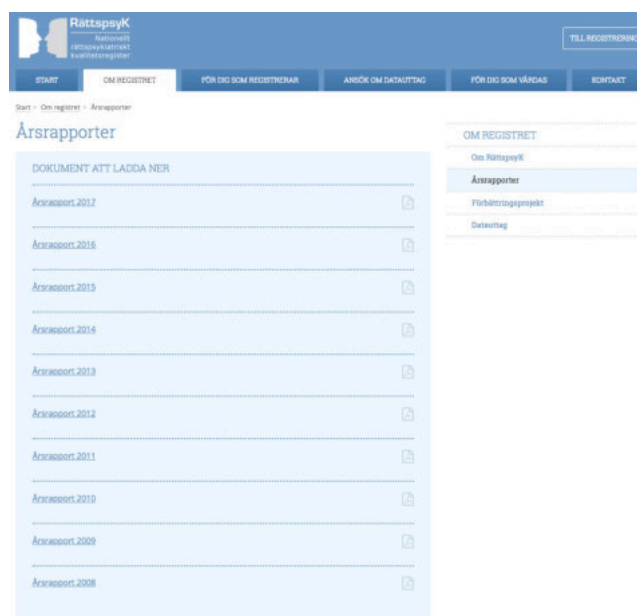 RättspsyK
Nationellt
rättspsykiatriskt
kvalitetsregister
TILL REGISTRERING
START
OM REGISTRET
FÖR DIG SOM REGISTRERAR
ANSÖK OM DATAUTTAG
FÖR DIG SOM VÅRDAS
KONTAKT
Start > Om registret > Årsrapporter
Årsrapporter
DOKUMENT ATT LADDA NER
Årsrapport 2017
Årsrapport 2016
Årsrapport 2015
Årsrapport 2014
Årsrapport 2013
Årsrapport 2012
Årsrapport 2011
Årsrapport 2010
Årsrapport 2009
Årsrapport 2008
OM REGISTRET
Om RättspsyK
Årsrapporter
Förbättringsprojekt
Datauttag